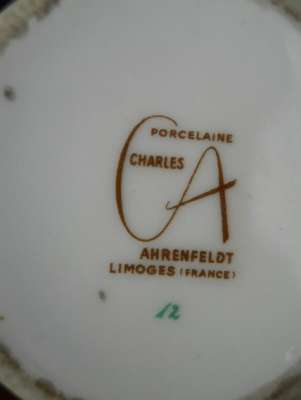 PORCELAINE
CHARLES
CA
AHRENFELDT
LIMOGES (FRANCE)
12